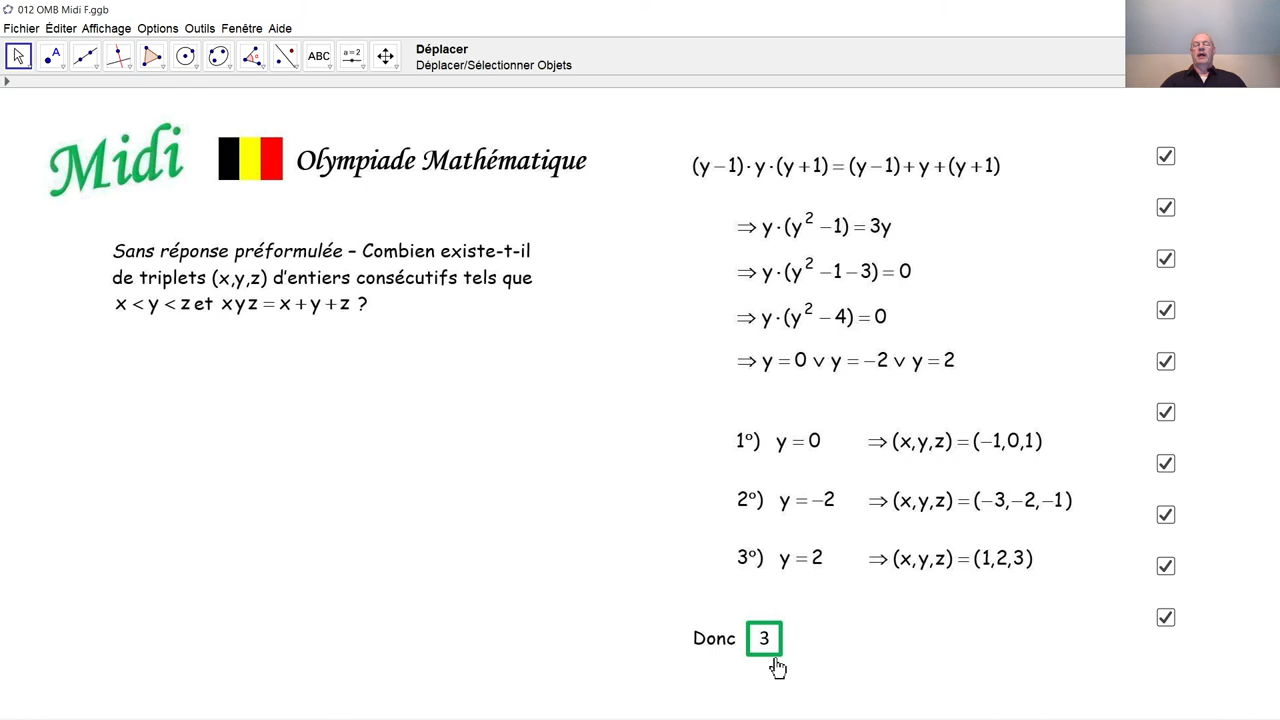 012 OMB Midi F.ggb
Fichier Éditer Affichage Options Outils Fenêtre Aide
A
ABC
a=2
Déplacer
Déplacer/Sélectionner Objets
Midi
Olympiade Mathématique
Sans réponse préformulée – Combien existe-t-il
de triplets (x,y,z) d'entiers consécutifs tels que
x < y < z et x y z = x + y + z ?
(y − 1) · y · (y + 1) = (y − 1) + y + (y + 1)
⇒ y · (y² − 1) = 3y
⇒ y · (y² − 1 − 3) = 0
⇒ y · (y² − 4) = 0
⇒ y = 0 ∨ y = −2 ∨ y = 2
1°) y = 0 ⇒ (x,y,z) = (−1,0,1)
2°) y = −2 ⇒ (x,y,z) = (−3,−2,−1)
3°) y = 2 ⇒ (x,y,z) = (1,2,3)
Donc 3